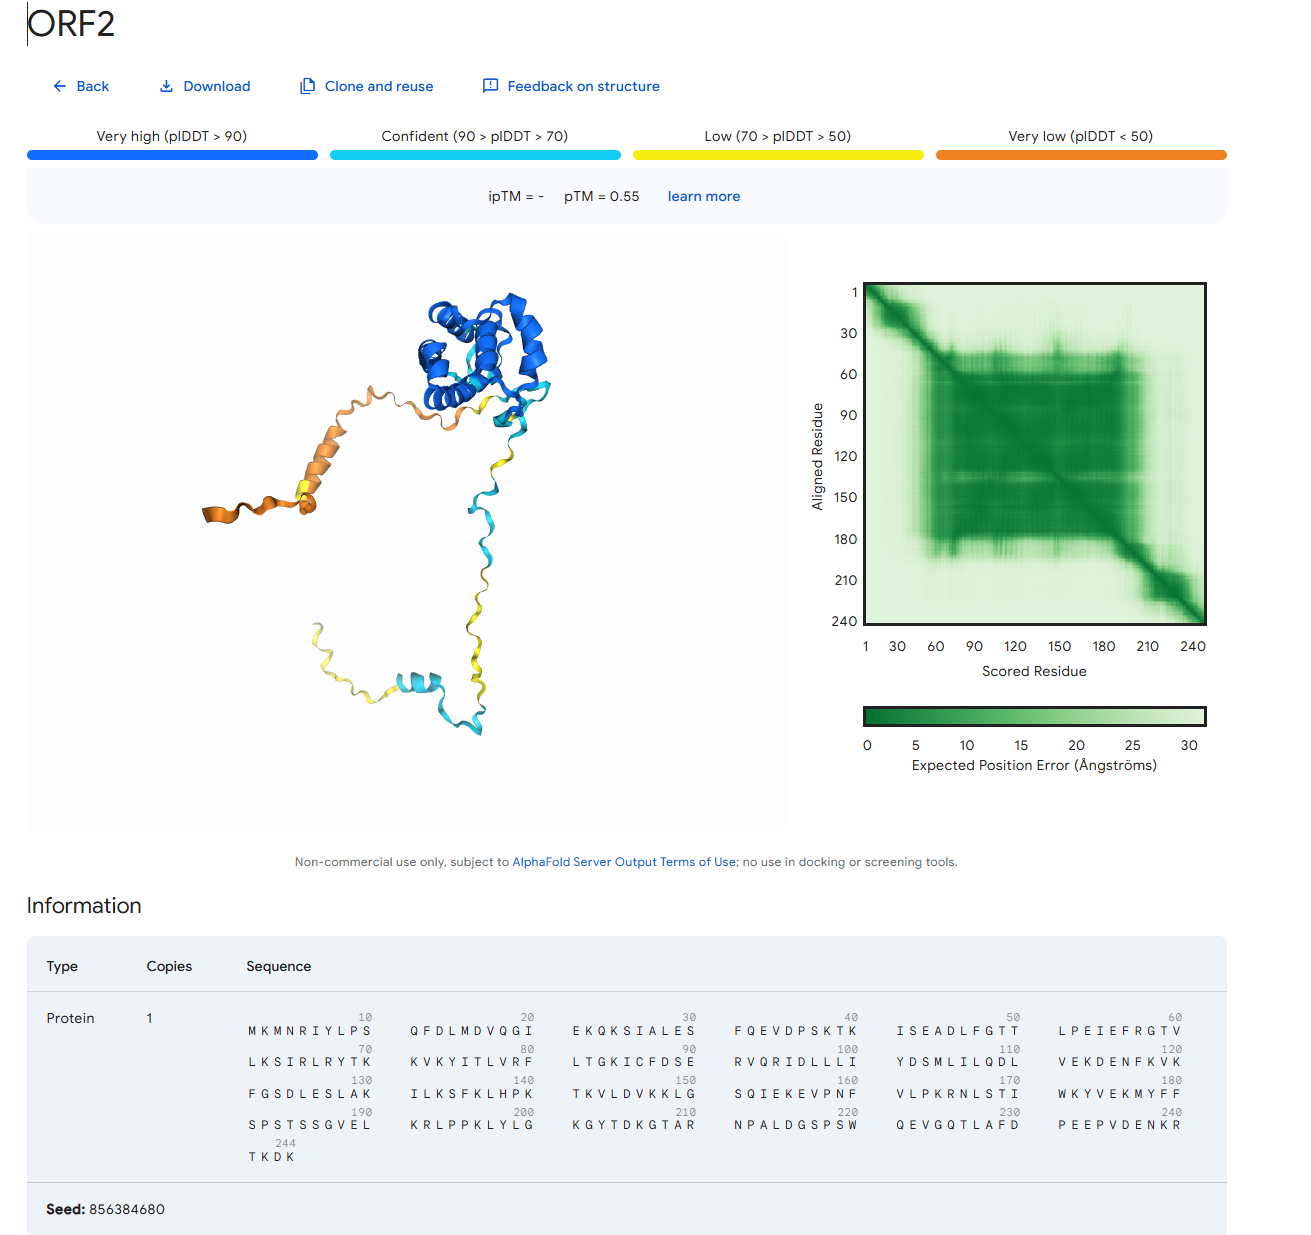 ORF2
Back Download Clone and reuse Feedback on structure
Very high (plDDT > 90) Confident (90 > plDDT > 70) Low (70 > plDDT > 50) Very low (plDDT < 50)
ipTM = - pTM = 0.55 learn more
1
30
60
90
120
150
180
210
240
Aligned Residue
1 30 60 90 120 150 180 210 240
Scored Residue
0 5 10 15 20 25 30
Expected Position Error (Ångströms)
Non-commercial use only, subject to AlphaFold Server Output Terms of Use; no use in docking or screening tools.
Information
Type Copies Sequence
Protein 1
10 20 30 40 50 60
MKMNRIYLPS QFDLMDVQGI EKQKSIALES FQEVDPSKTK ISEADLFGTT LPEIEFRGTV
70 80 90 100 110 120
LKSIRLRYTK KVKYITLVRF LTGKICFDSE RVQRIDLLLI YDSMLILQDL VEKDENFKVK
130 140 150 160 170 180
FGSDLESLAK ILKSFKLHPK TKVLDVKKLG SQIEKEVPNF VLPKRNLSTI WKYVEKMYFF
190 200 210 220 230 240
SPSTSSGVEL KRLPPKLYLG KGYTDKGTAR NPALDGSPSW QEVGQTLAFD PEEPVDENKR
244
TKDK
Seed: 856384680